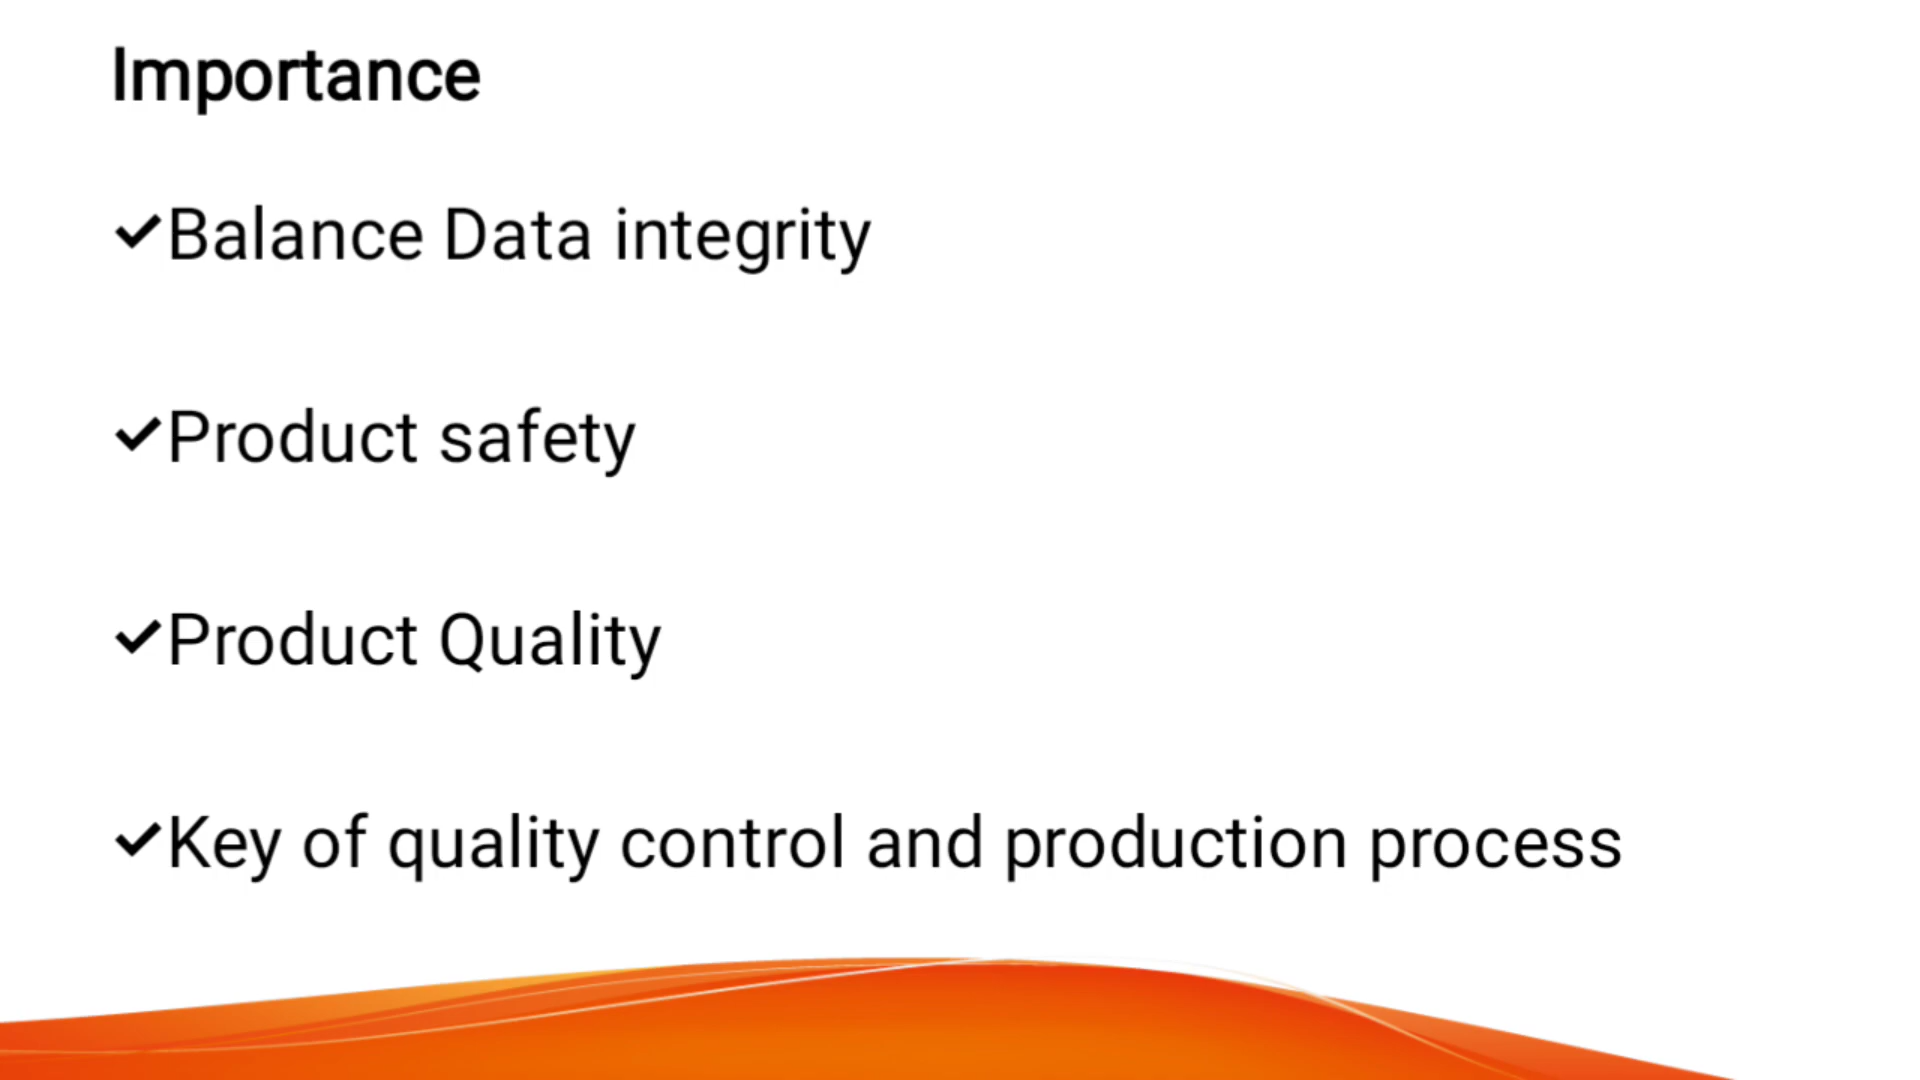 Importance
✓Balance Data integrity
✓Product safety
✓Product Quality
✓Key of quality control and production process